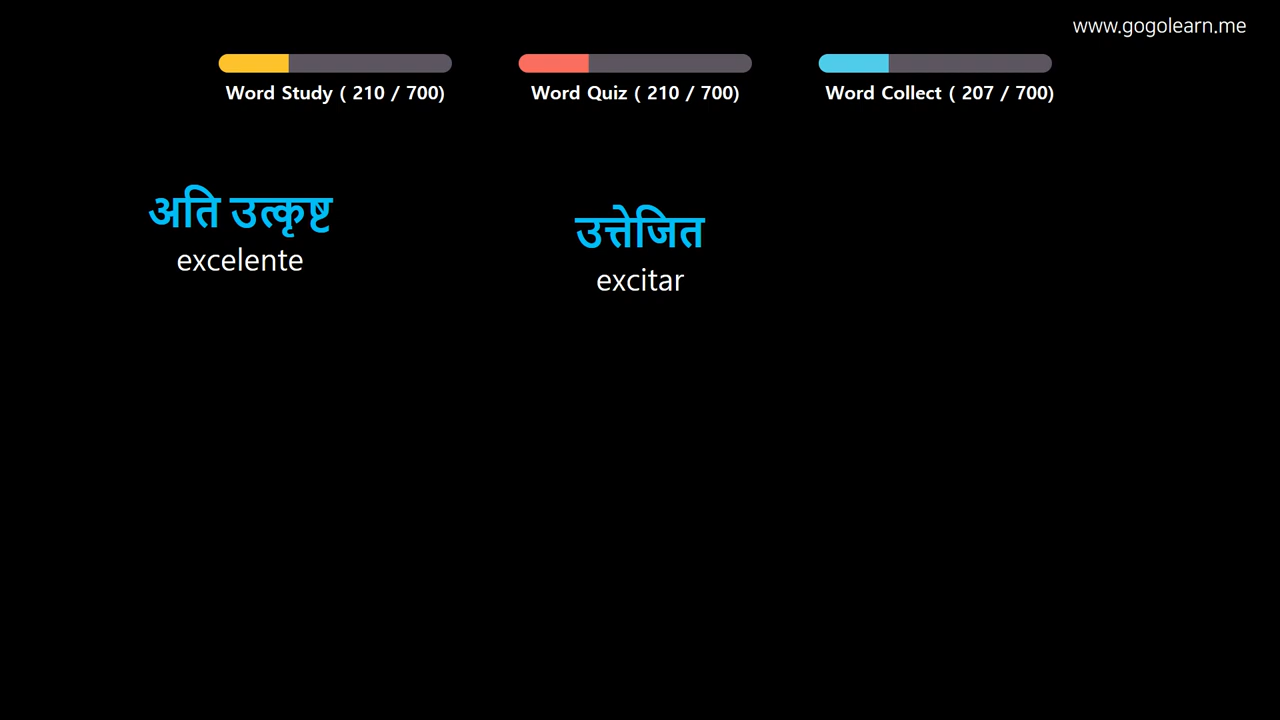 www.gogolearn.me
Word Study ( 210 / 700)
Word Quiz ( 210 / 700)
Word Collect ( 207 / 700)
अति उत्कृष्ट
excelente
उत्तेजित
excitar